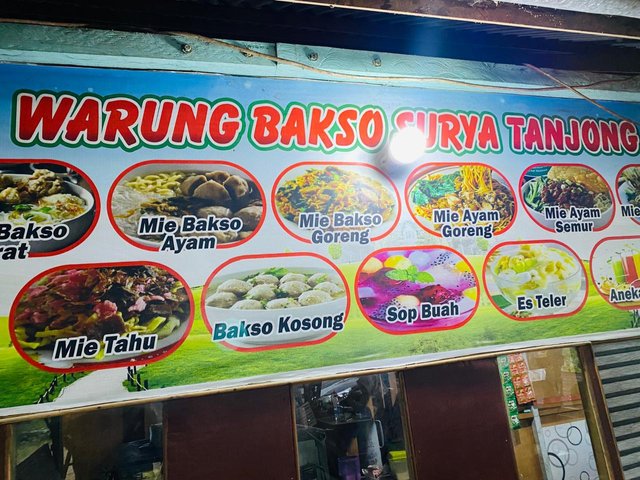 WARUNG BAKSO SURYA TANJONG
Bakso
Mie Bakso
Ayam
Mie Bakso
Goreng
Mie Ayam
Goreng
Mie Ayam
Semur
Mie Tahu
Bakso Kosong
Sop Buah
Es Teler